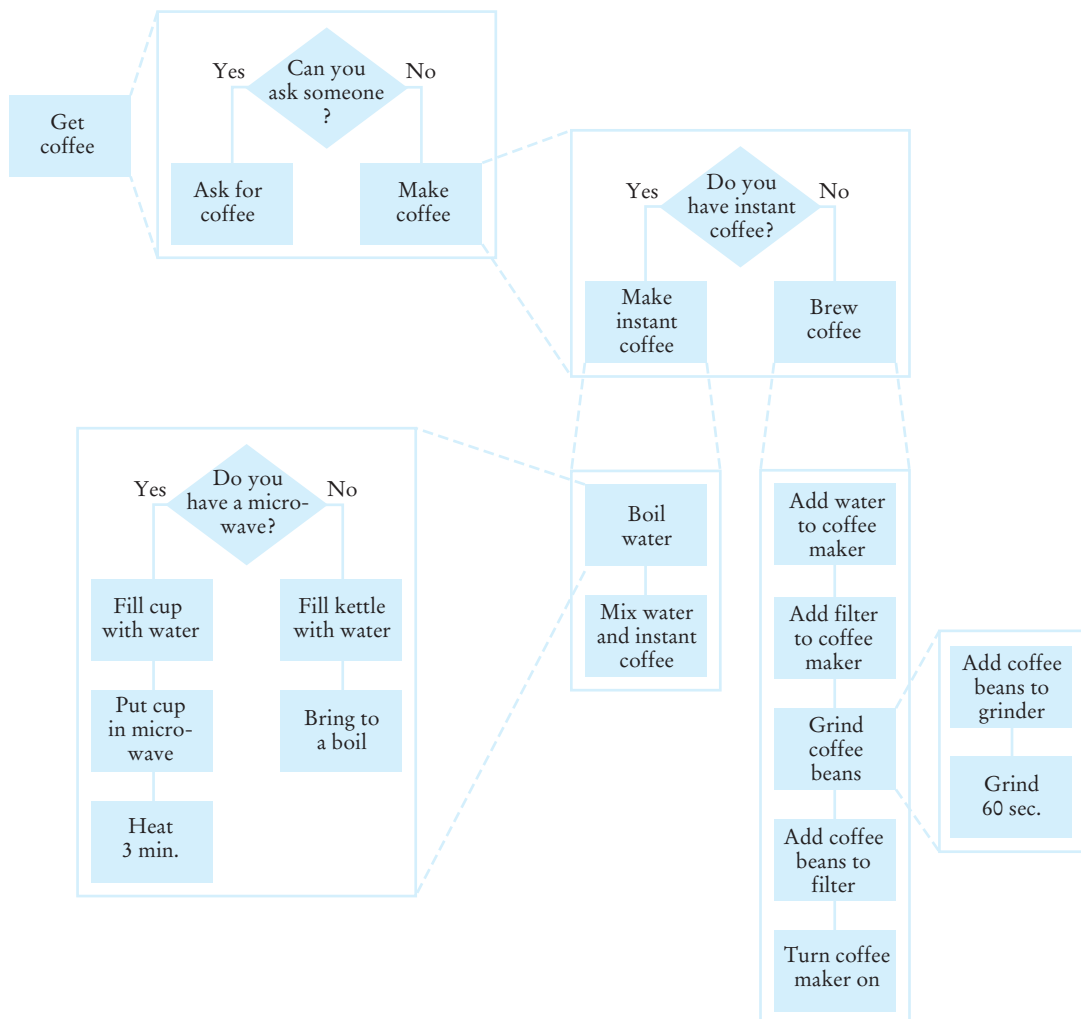 Get
coffee
Yes
Can you
ask someone
?
No
Ask for
coffee
Make
coffee
Yes
Do you
have instant
coffee?
No
Make
instant
coffee
Brew
coffee
Yes
Do you
have a micro-
wave?
No
Fill cup
with water
Put cup
in micro-
wave
Heat
3 min.
Fill kettle
with water
Bring to
a boil
Boil
water
Mix water
and instant
coffee
Add water
to coffee
maker
Add filter
to coffee
maker
Grind
coffee
beans
Add coffee
beans to
filter
Turn coffee
maker on
Add coffee
beans to
grinder
Grind
60 sec.